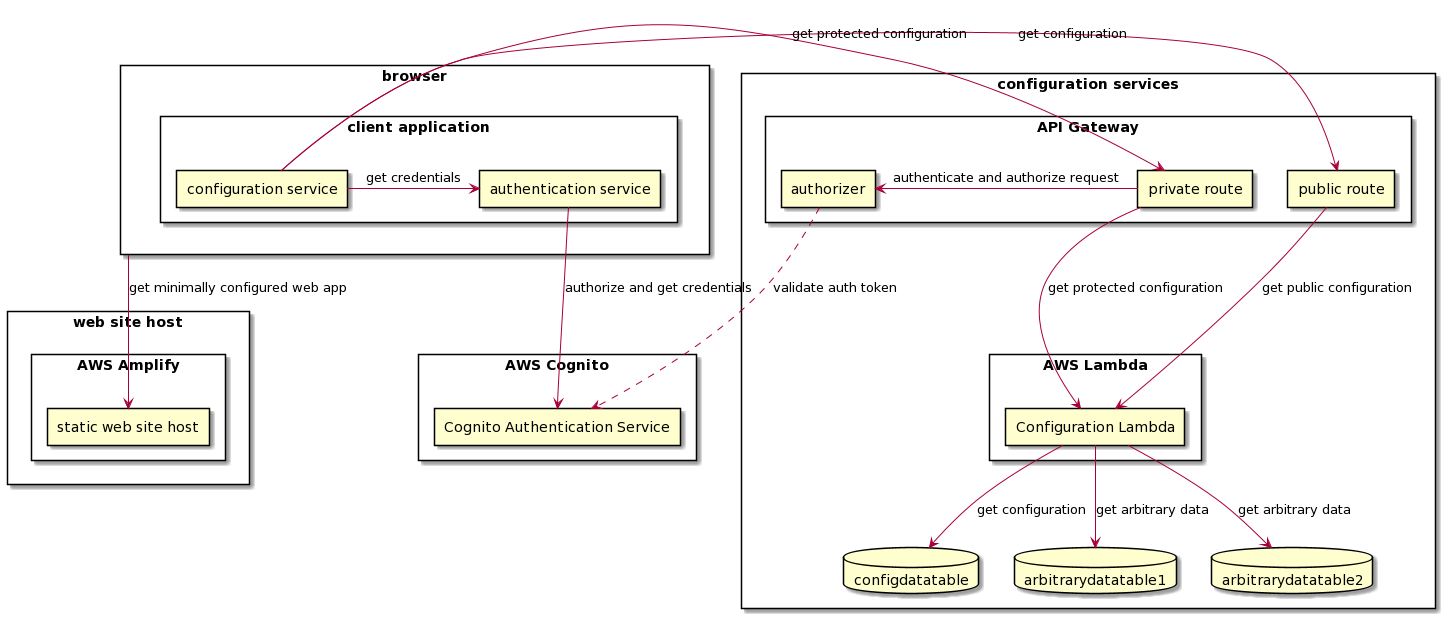 get protected configuration
get configuration
browser
configuration services
client application
API Gateway
configuration service
get credentials
authentication service
authorizer
authenticate and authorize request
private route
public route
get minimally configured web app
authorize and get credentials
validate auth token
get protected configuration
get public configuration
web site host
AWS Amplify
static web site host
AWS Cognito
Cognito Authentication Service
AWS Lambda
Configuration Lambda
get configuration
get arbitrary data
get arbitrary data
configdatatable
arbitrarydatatable1
arbitrarydatatable2